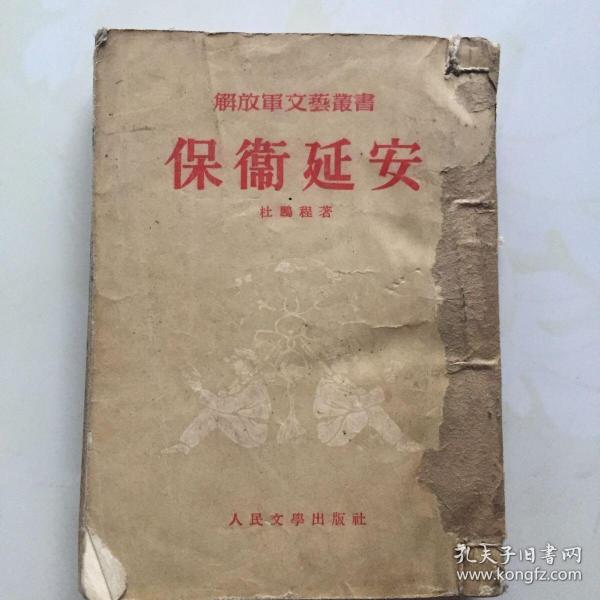 解放軍文藝叢書
保衞延安
杜鵬程著
人民文學出版社
孔夫子旧书网
www.kongfz.com